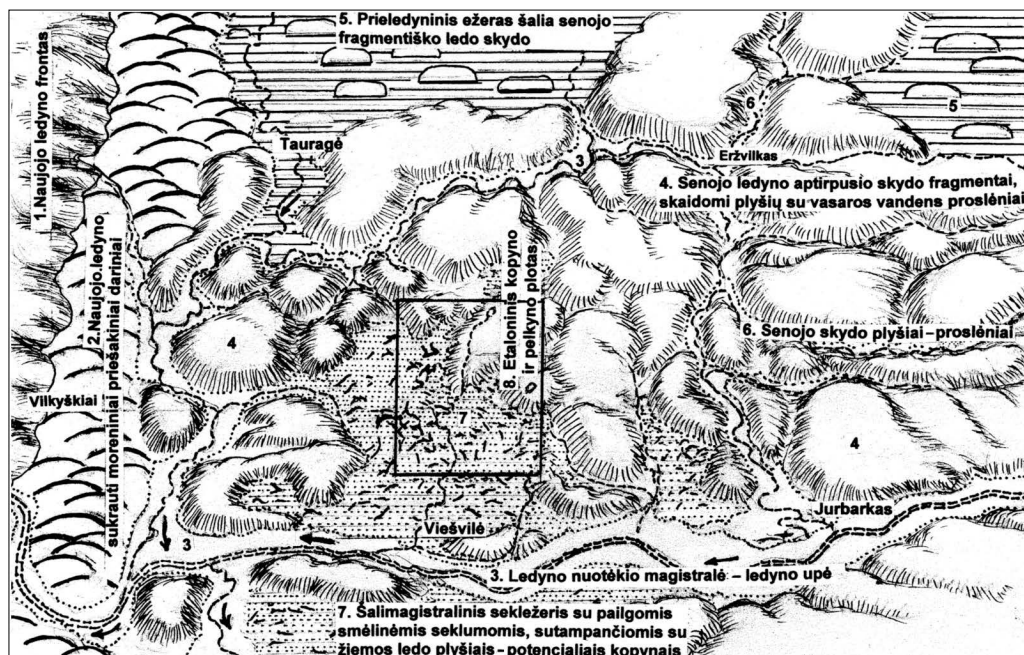 5. Prieledyninis ežeras šalia senojo
fragmentiško ledo skydo
1.Naujojo ledyno frontas
6
5
Tauragė
3
Eržvilkas
4. Senojo ledyno aptirpusio skydo fragmentai,
skaidomi plyšių su vasaros vandens proslėniais
2.Naujojo.ledyno
sukrauti moreniniai priešakiniai dariniai
8. Etaloninis kopyno
ir pelkyno plotas
4
6. Senojo skydo plyšiai – proslėniai
Vilkyškiai
7
4
Jurbarkas
Viešvilė
3
3. Ledyno nuotėkio magistralė – ledyno upė
7. Šalimagistralinis sekležeris su pailgomis
smėlinėmis seklumomis, sutampančiomis su
žiemos ledo plyšiais – potencialiais kopynais